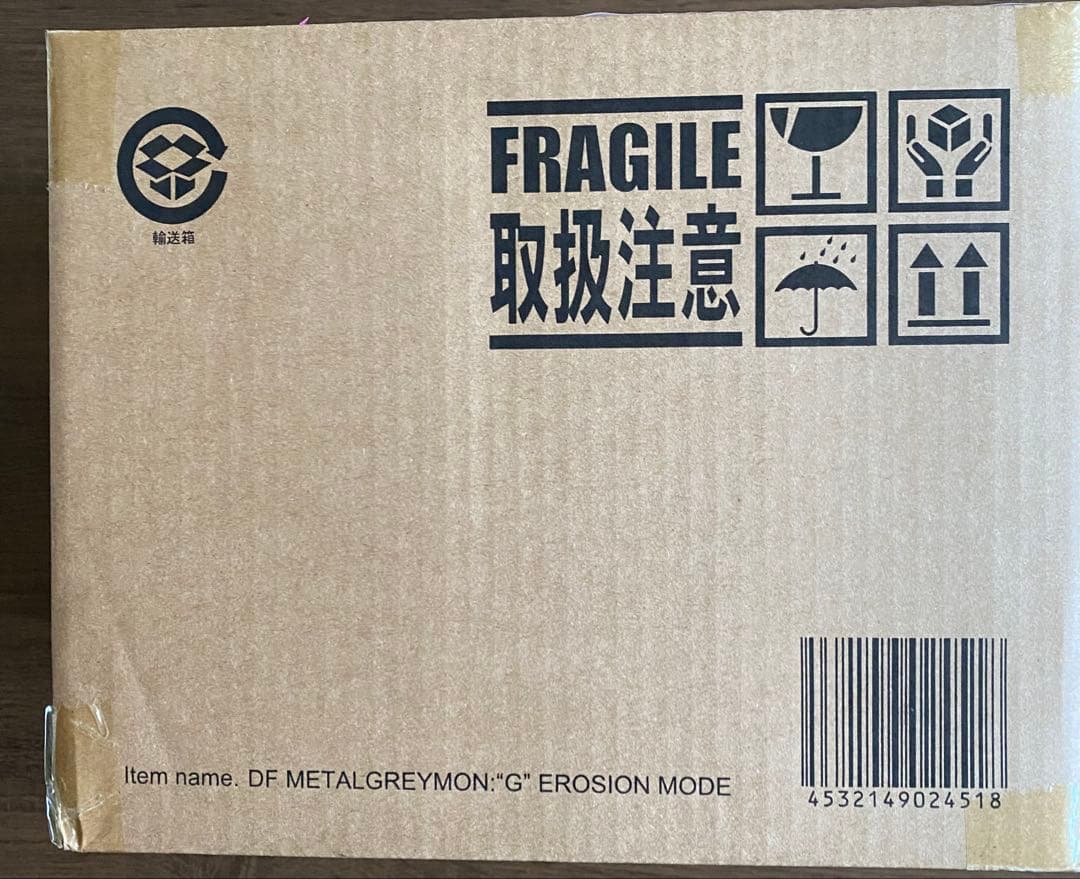 FRAGILE
取扱注意
輸送箱
Item name. DF METALGREYMON:“G” EROSION MODE
4532149024518